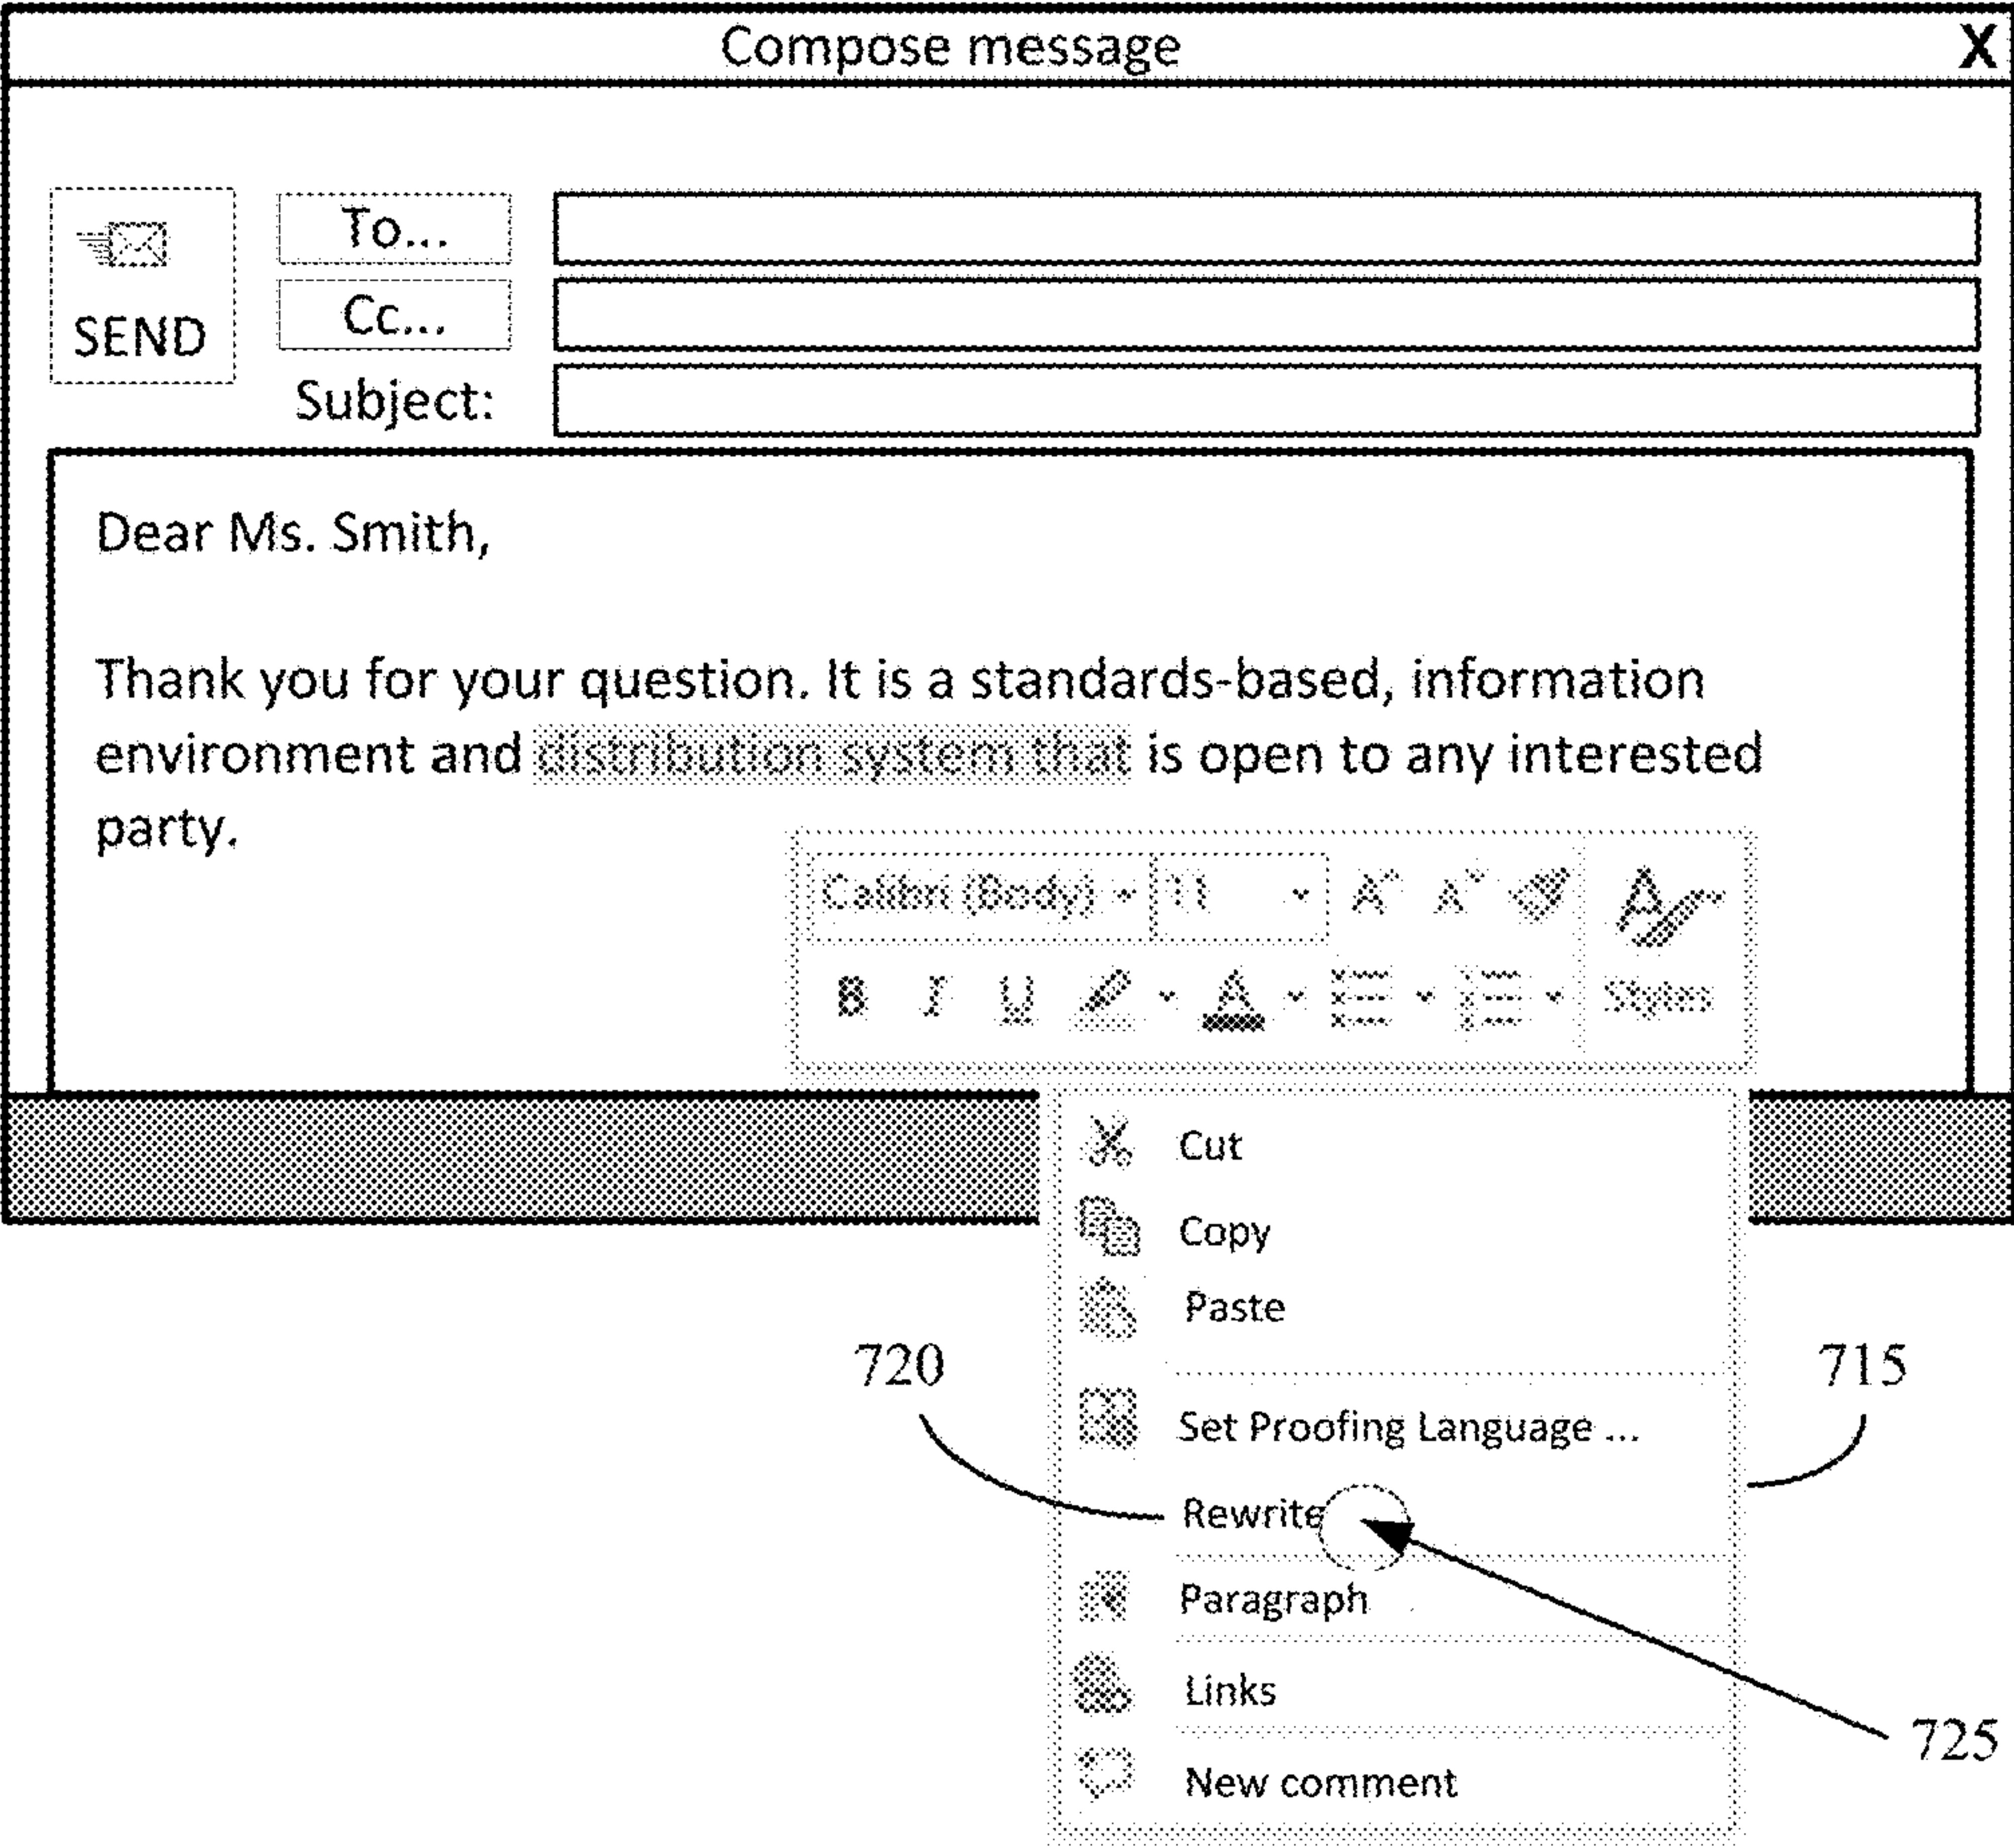 Compose message X
To...
SEND
Cc...
Subject:
Dear Ms. Smith,
Thank you for your question. It is a standards-based, information
environment and distribution system that is open to any interested
party.
Calibri (Body) 11 A A A
B I U A Styles
Cut
Copy
Paste
720
715
Set Proofing Language ...
Rewrite
Paragraph
Links
725
New comment